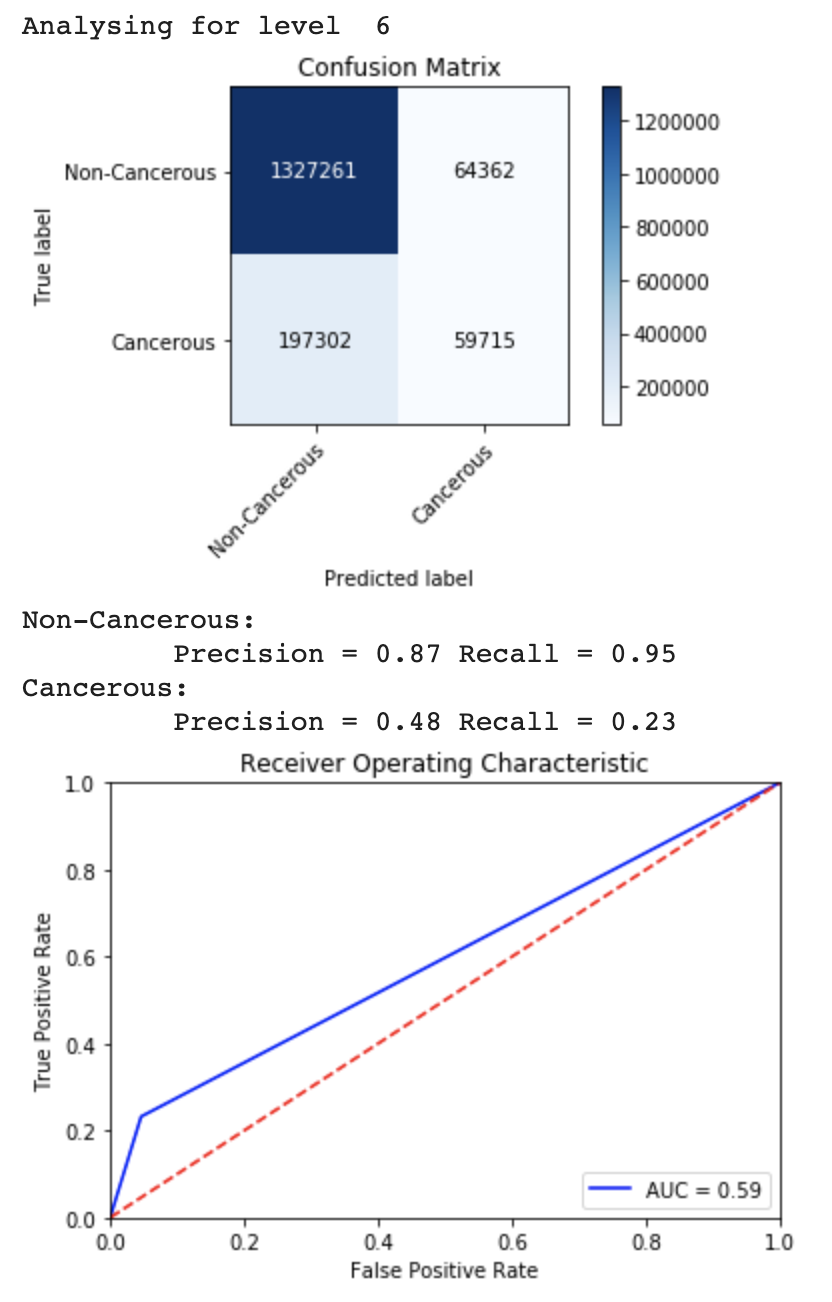 Analysing for level 6
Confusion Matrix
Non-Cancerous
1327261
64362
Cancerous
197302
59715
True label
Non-Cancerous
Cancerous
Predicted label
1200000
1000000
800000
600000
400000
200000
Non-Cancerous:
Precision = 0.87 Recall = 0.95
Cancerous:
Precision = 0.48 Recall = 0.23
Receiver Operating Characteristic
True Positive Rate
1.0
0.8
0.6
0.4
0.2
0.0
AUC = 0.59
0.0 0.2 0.4 0.6 0.8 1.0
False Positive Rate